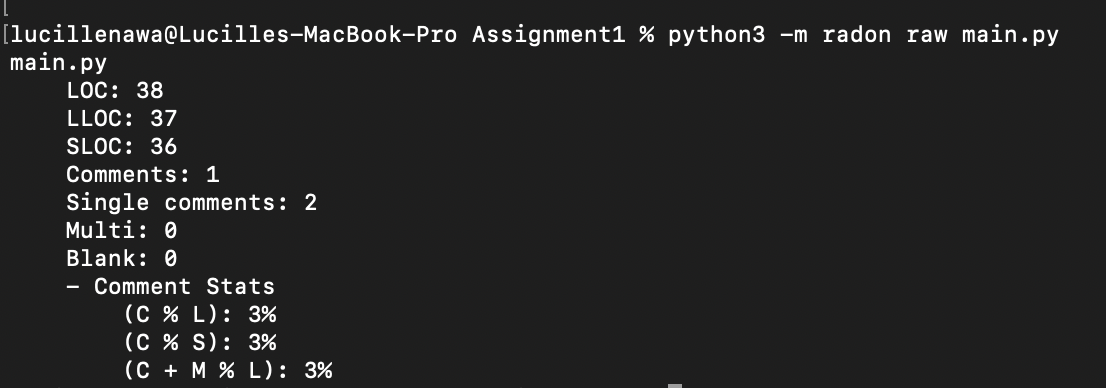 [
[lucillenawa@Lucilles-MacBook-Pro Assignment1 % python3 -m radon raw main.py
main.py
    LOC: 38
    LLOC: 37
    SLOC: 36
    Comments: 1
    Single comments: 2
    Multi: 0
    Blank: 0
    - Comment Stats
        (C % L): 3%
        (C % S): 3%
        (C + M % L): 3%